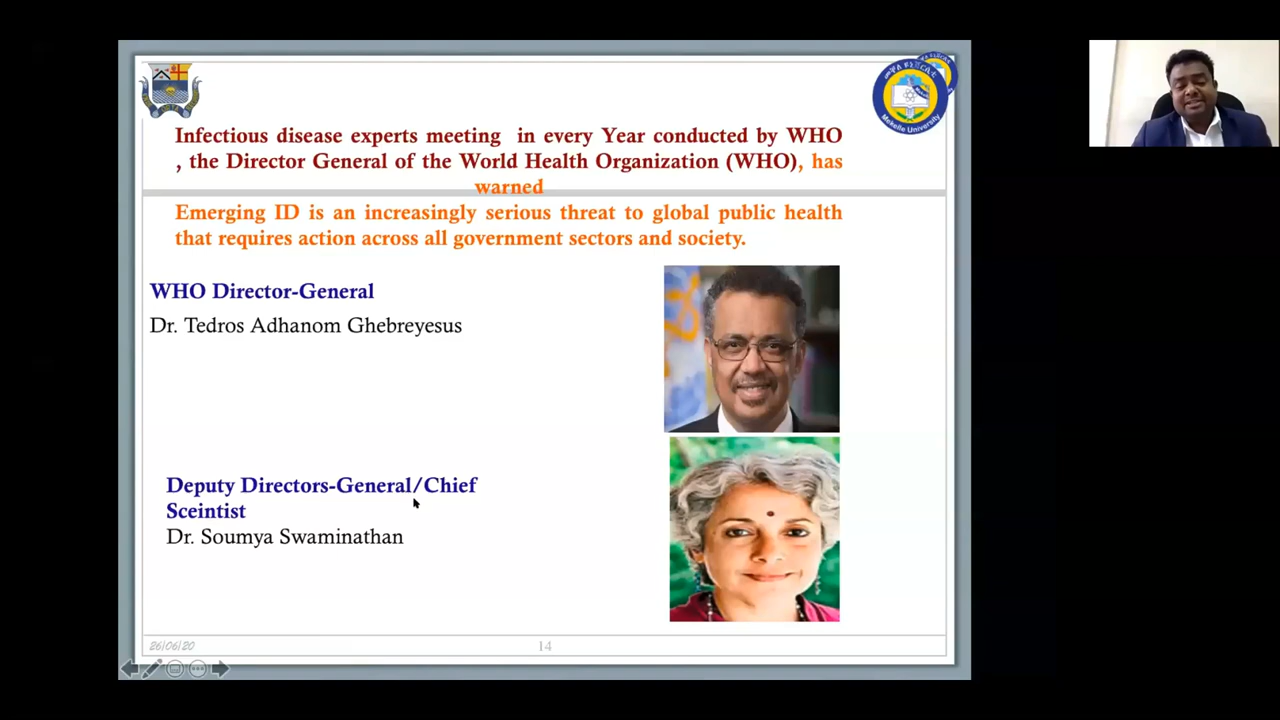 Infectious disease experts meeting in every Year conducted by WHO
, the Director General of the World Health Organization (WHO), has
warned
Emerging ID is an increasingly serious threat to global public health
that requires action across all government sectors and society.
WHO Director-General
Dr. Tedros Adhanom Ghebreyesus
Deputy Directors-General/Chief
Sceintist
Dr. Soumya Swaminathan
26/06/20
14
Mekelle University